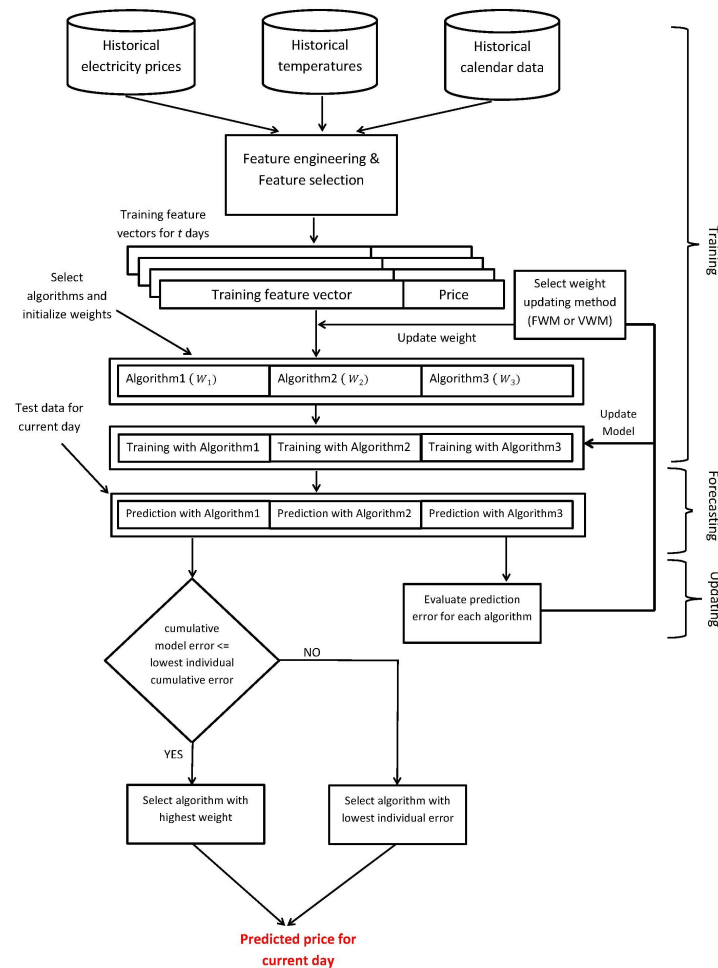 Historical
electricity prices
Historical
temperatures
Historical
calendar data
Feature engineering &
Feature selection
Training feature
vectors for t days
Training feature vector
Price
Select
algorithms and
initialize weights
Select weight
updating method
(FWM or VWM)
Update weight
Algorithm1 ( W1)
Algorithm2 ( W2)
Algorithm3 ( W3)
Test data for
current day
Update
Model
Training with Algorithm1
Training with Algorithm2
Training with Algorithm3
Prediction with Algorithm1
Prediction with Algorithm2
Prediction with Algorithm3
Training
Forecasting
Updating
Evaluate prediction
error for each algorithm
cumulative
model error <=
lowest individual
cumulative error
NO
YES
Select algorithm with
highest weight
Select algorithm with
lowest individual error
Predicted price for
current day